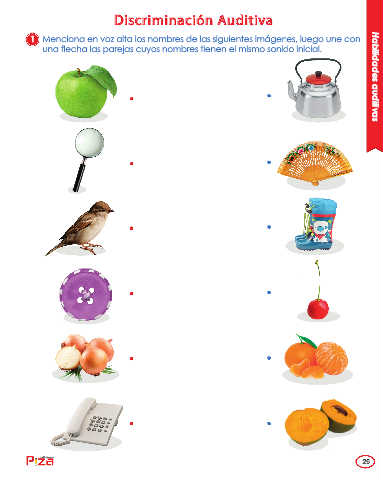 Discriminación Auditiva
1 Menciona en voz alta los nombres de las siguientes imágenes, luego une con
una flecha las parejas cuyos nombres tienen el mismo sonido inicial.
Habilidades auditivas
Piza
25